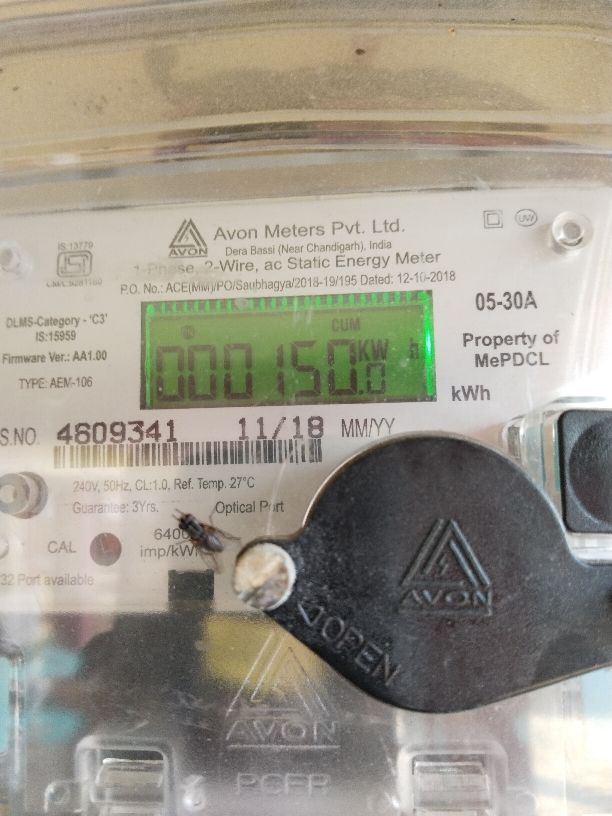 Avon Meters Pvt. Ltd.
AVON
Dera Bassi (Near Chandigarh), India
1-Phase, 2-Wire, ac Static Energy Meter
P.O. No.: ACE(MM)/PO/Saubhagya/2018-19/195 Dated: 12-10-2018
IS:13779
UW
05-30A
DLMS-Category - 'C3'
IS:15959
Firmware Ver.: AA1.00
TYPE: AEM-106
CUM
000150.0 KW h
Property of
MePDCL
kWh
S.NO. 4609341 11/18 MM/YY
240V, 50Hz, CL:1.0, Ref. Temp. 27°C
Guarantee: 3Yrs. Optical Port
CAL
imp/kWh
32 Port available
AVON
OPEN
AVON